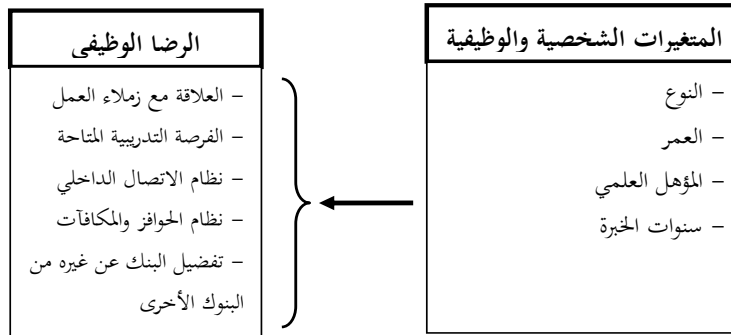 المتغيرات الشخصية والوظيفية
– النوع
– العمر
– المؤهل العلمي
– سنوات الخبرة
الرضا الوظيفى
– العلاقة مع زملاء العمل
– الفرصة التدريبية المتاحة
– نظام الاتصال الداخلي
– نظام الحوافز والمكافآت
– تفضيل البنك عن غيره من
البنوك الأخرى